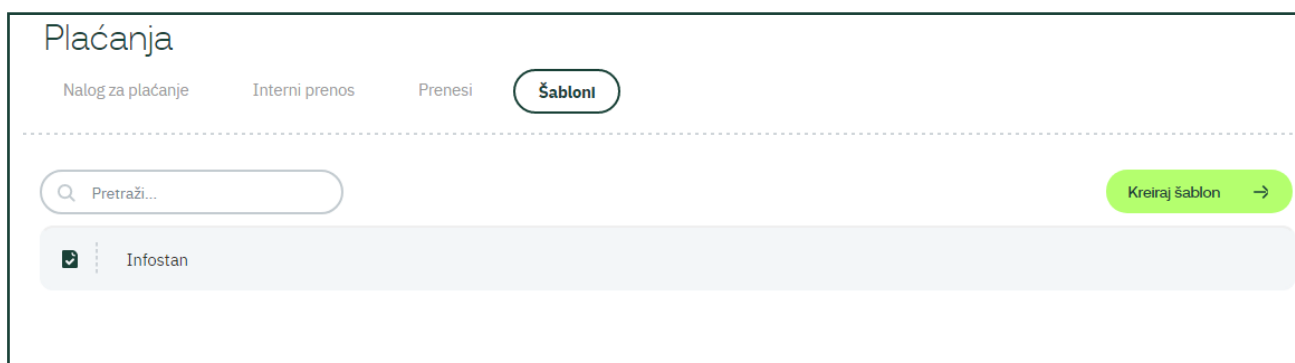 Plaćanja
Nalog za plaćanje Interni prenos Prenesi Šabloni
Pretraži... Kreiraj šablon
Infostan